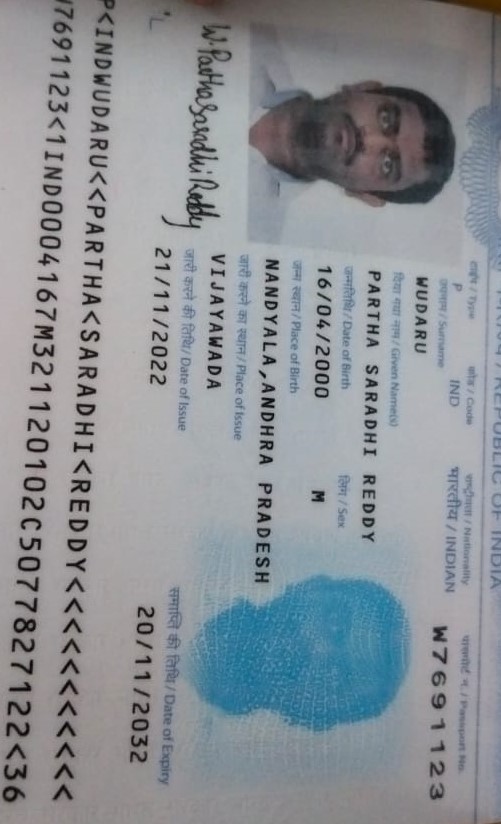 REPUBLIC OF INDIA
टाईप / Type
P
कोड / Code
IND
राष्ट्रीयता / Nationality
भारतीय / INDIAN
पासपोर्ट न. / Passport No.
W7691123
उपनाम / Surname
WUDARU
दिया गया नाम / Given Name(s)
PARTHA SARADHI REDDY
जन्मतिथि / Date of Birth
16/04/2000
लिंग / Sex
M
जन्म स्थान / Place of Birth
NANDYALA,ANDHRA PRADESH
जारी करने का स्थान / Place of Issue
VIJAYAWADA
जारी करने की तिथि / Date of Issue
21/11/2022
समाप्ति की तिथि / Date of Expiry
20/11/2032
W.Partha Saradhi Reddy
P<INDWUDARU<<PARTHA<SARADHI<REDDY<<<<<<<<<<<
W7691123<1IND0004167M321120102C5077827122<36